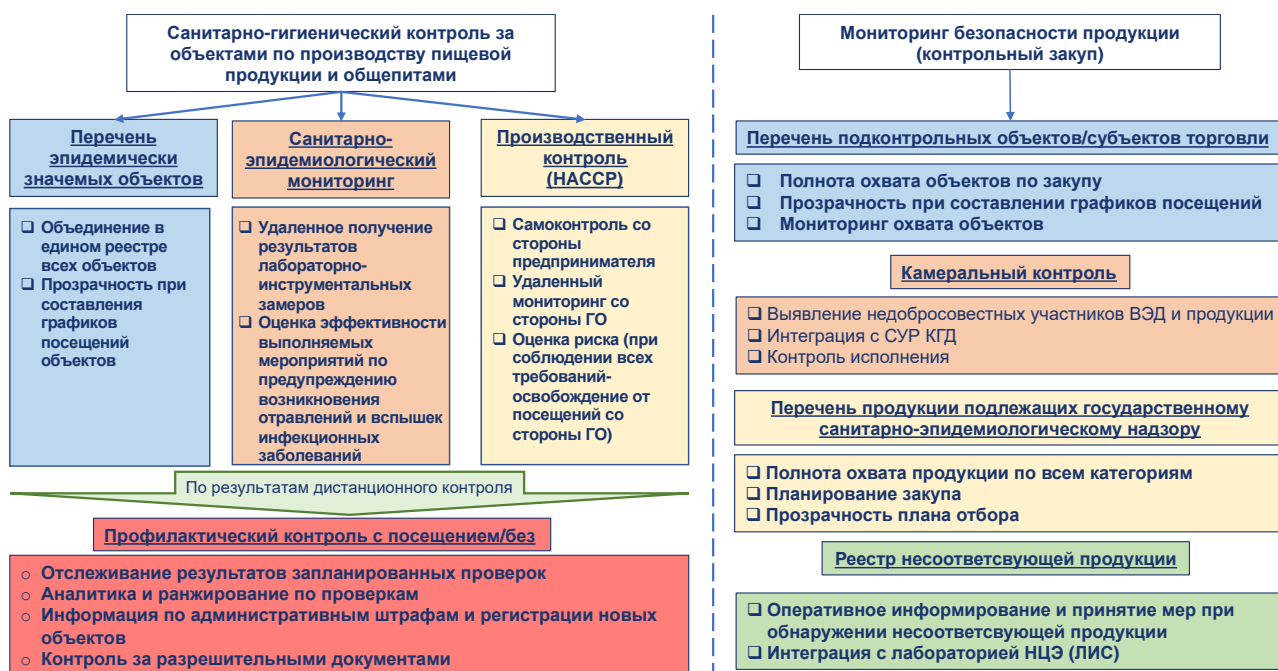 Санитарно-гигиенический контроль за
объектами по производству пищевой
продукции и общепитами
Перечень
эпидемически
значимых объектов
❑ Объединение в
едином реестре
всех объектов
❑ Прозрачность при
составления
графиков
посещений
объектов
Санитарно-
эпидемиологический
мониторинг
❑ Удаленное получение
результатов
лабораторно-
инструментальных
замеров
❑ Оценка эффективности
выполняемых
мероприятий по
предупреждению
возникновения
отравлений и вспышек
инфекционных
заболеваний
Производственный
контроль
(НАССР)
❑ Самоконтроль со
стороны
предпринимателя
❑ Удаленный
мониторинг со
стороны ГО
❑ Оценка риска (при
соблюдении всех
требований-
освобождение от
посещений со
стороны ГО)
По результатам дистанционного контроля
Профилактический контроль с посещением/без
○ Отслеживание результатов запланированных проверок
○ Аналитика и ранжирование по проверкам
○ Информация по административным штрафам и регистрации новых
объектов
○ Контроль за разрешительными документами
Мониторинг безопасности продукции
(контрольный закуп)
Перечень подконтрольных объектов/субъектов торговли
❑ Полнота охвата объектов по закупу
❑ Прозрачность при составлении графиков посещений
❑ Мониторинг охвата объектов
Камеральный контроль
❑ Выявление недобросовестных участников ВЭД и продукции
❑ Интеграция с СУР КГД
❑ Контроль исполнения
Перечень продукции подлежащих государственному
санитарно-эпидемиологическому надзору
❑ Полнота охвата продукции по всем категориям
❑ Планирование закупа
❑ Прозрачность плана отбора
Реестр несоответсвующей продукции
❑ Оперативное информирование и принятие мер при
обнаружении несоответсвующей продукции
❑ Интеграция с лабораторией НЦЭ (ЛИС)